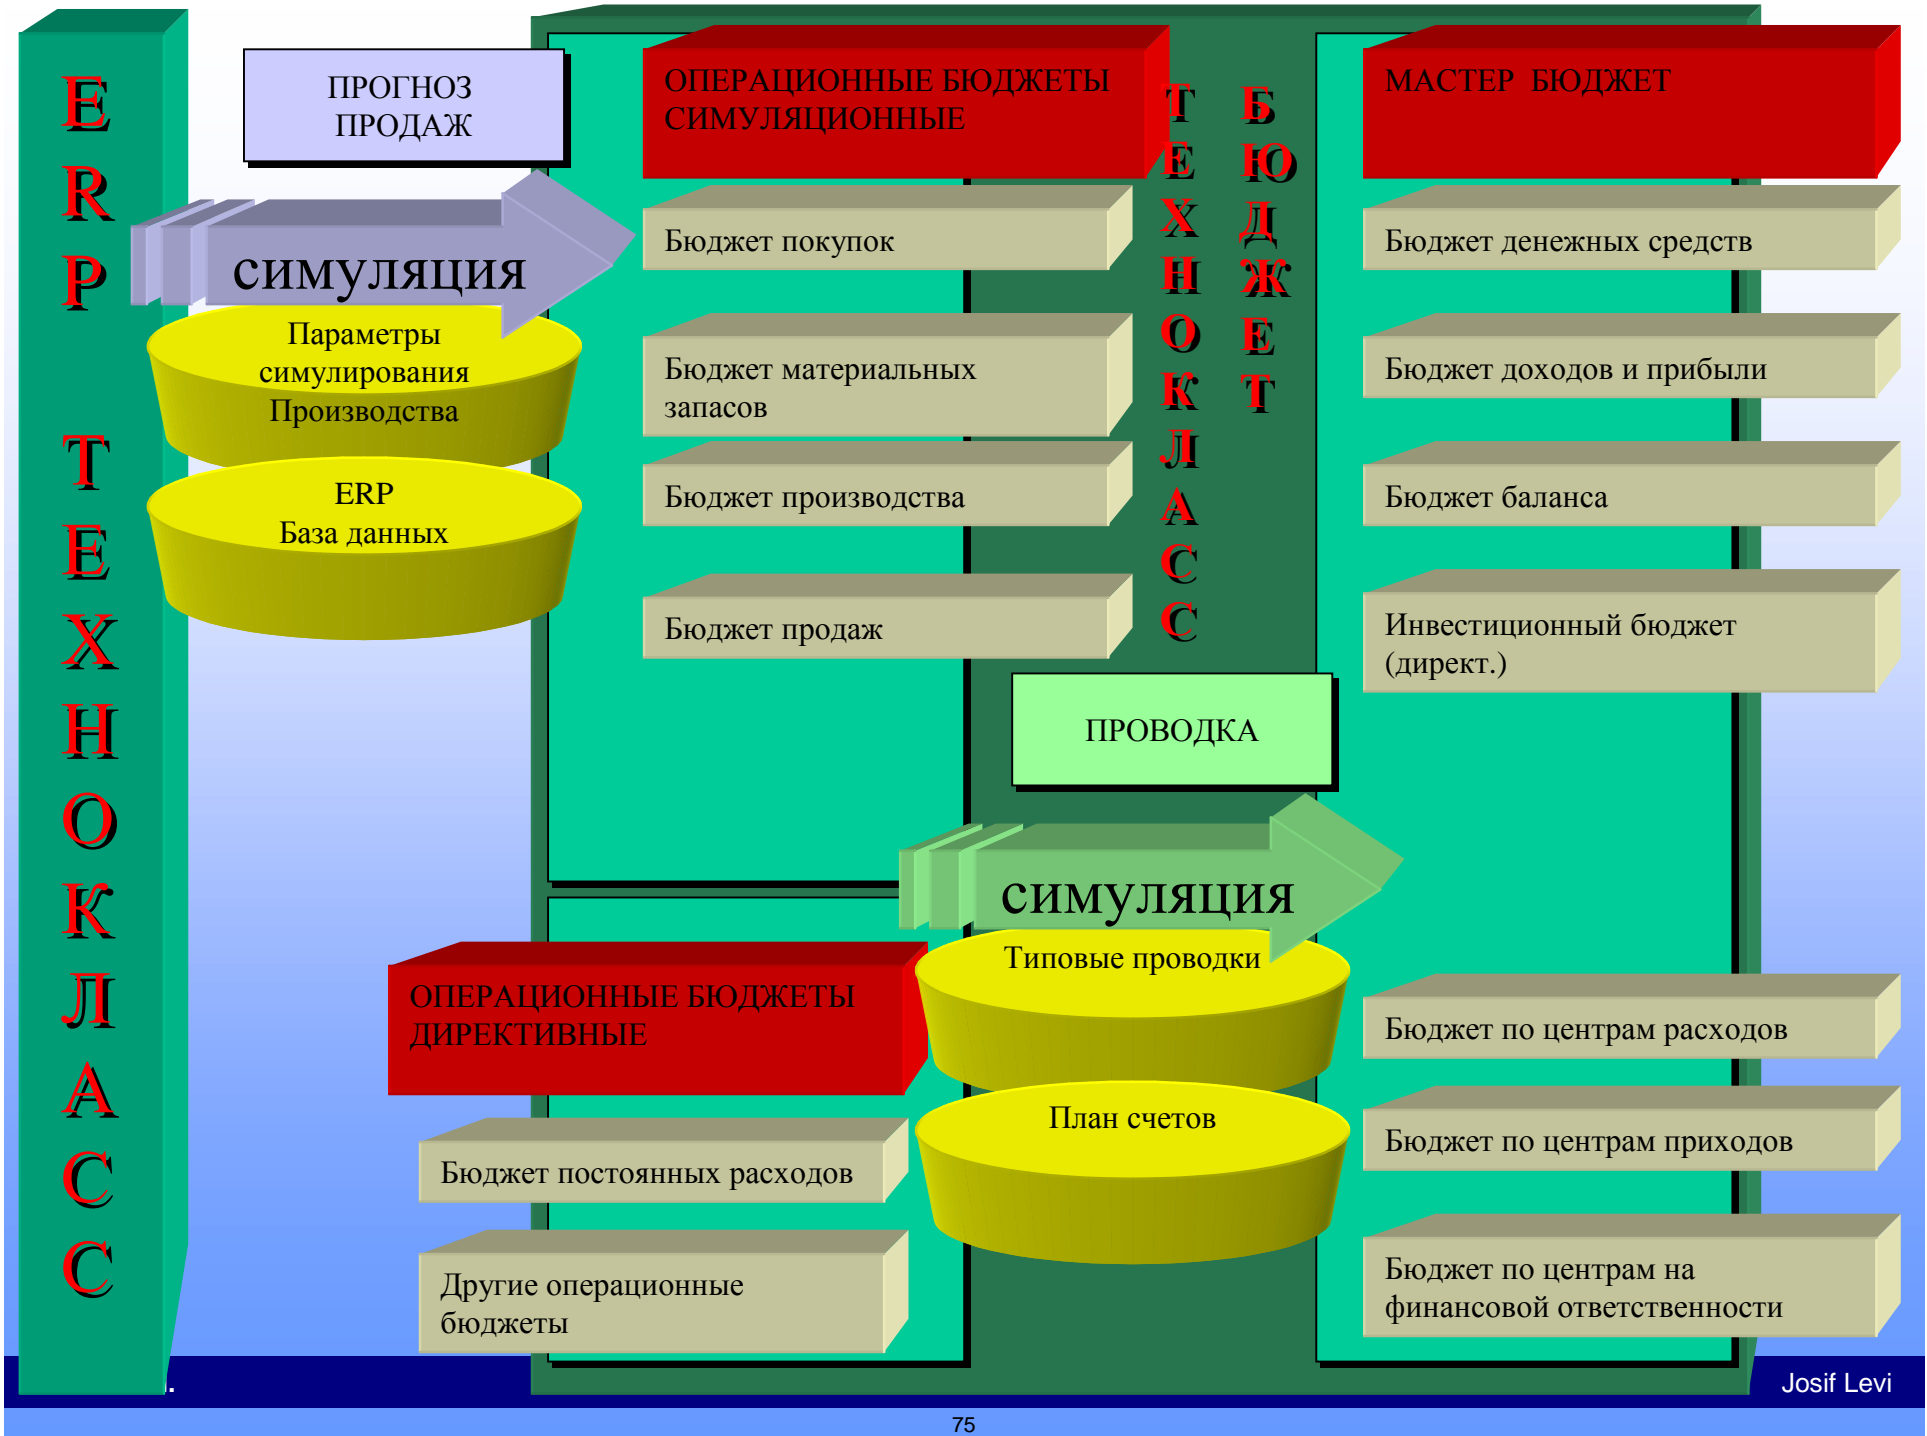 ERP ТЕХНОКЛАСС
ПРОГНОЗ
ПРОДАЖ
симуляция
Параметры
симулирования
Производства
ERP
База данных
ОПЕРАЦИОННЫЕ БЮДЖЕТЫ
СИМУЛЯЦИОННЫЕ
Бюджет покупок
Бюджет материальных
запасов
Бюджет производства
Бюджет продаж
ТЕХНОКЛАСС
БЮДЖЕТ
МАСТЕР БЮДЖЕТ
Бюджет денежных средств
Бюджет доходов и прибыли
Бюджет баланса
Инвестиционный бюджет
(директ.)
ПРОВОДКА
симуляция
Типовые проводки
План счетов
ОПЕРАЦИОННЫЕ БЮДЖЕТЫ
ДИРЕКТИВНЫЕ
Бюджет постоянных расходов
Другие операционные
бюджеты
Бюджет по центрам расходов
Бюджет по центрам приходов
Бюджет по центрам на
финансовой ответственности
Josif Levi
75